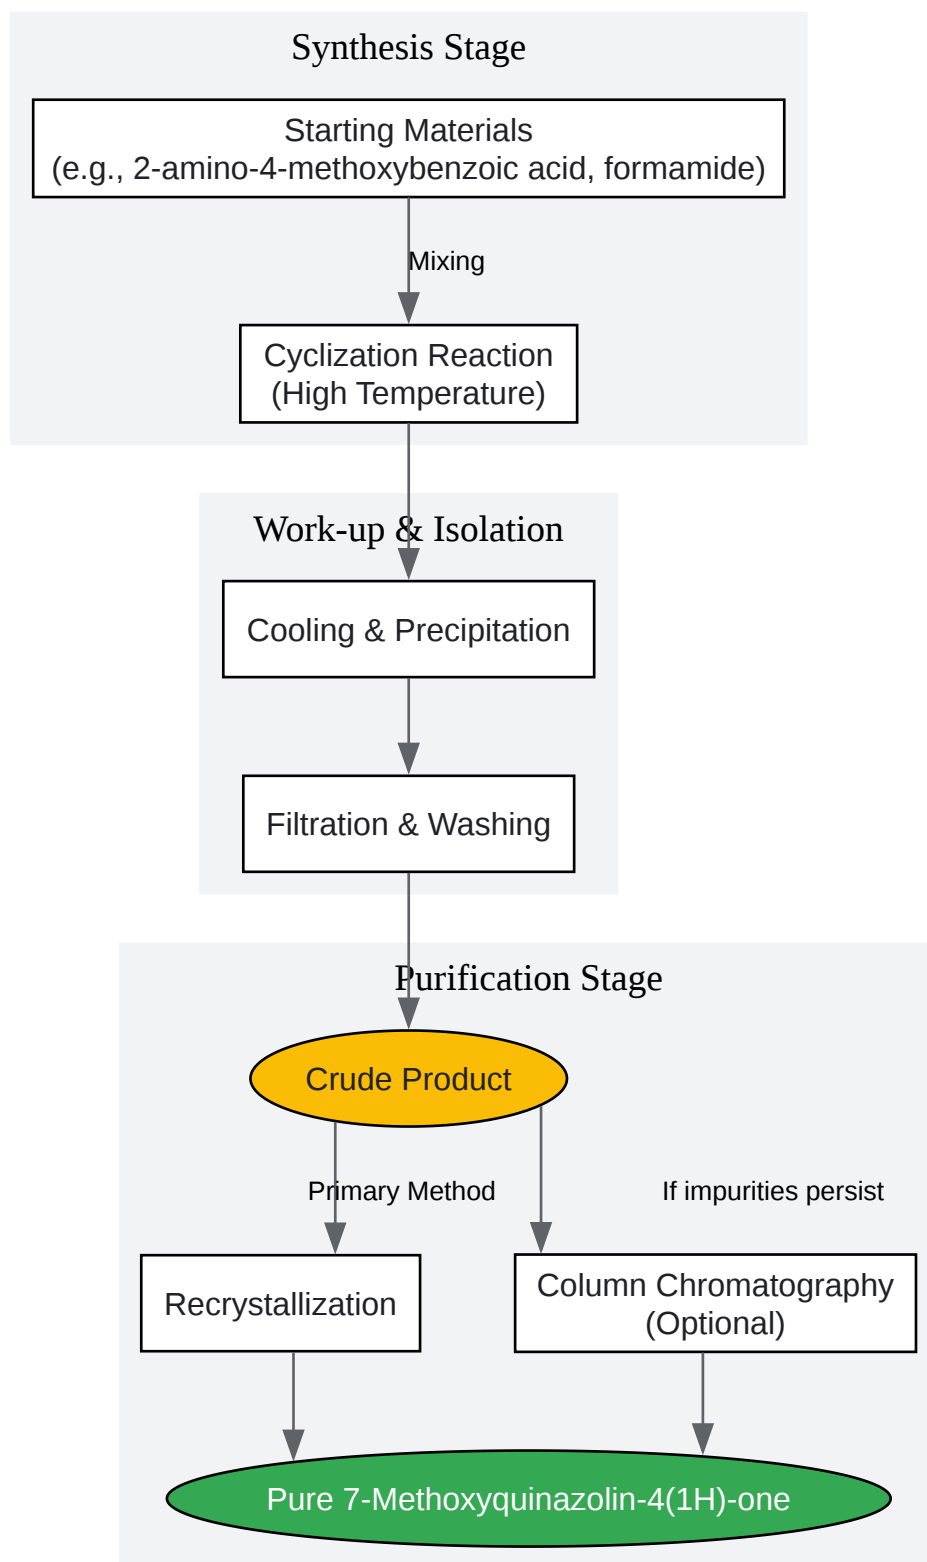 Synthesis Stage
Starting Materials
(e.g., 2-amino-4-methoxybenzoic acid, formamide)
Mixing
Cyclization Reaction
(High Temperature)
Work-up & Isolation
Cooling & Precipitation
Filtration & Washing
Purification Stage
Crude Product
Primary Method
If impurities persist
Recrystallization
Column Chromatography
(Optional)
Pure 7-Methoxyquinazolin-4(1H)-one